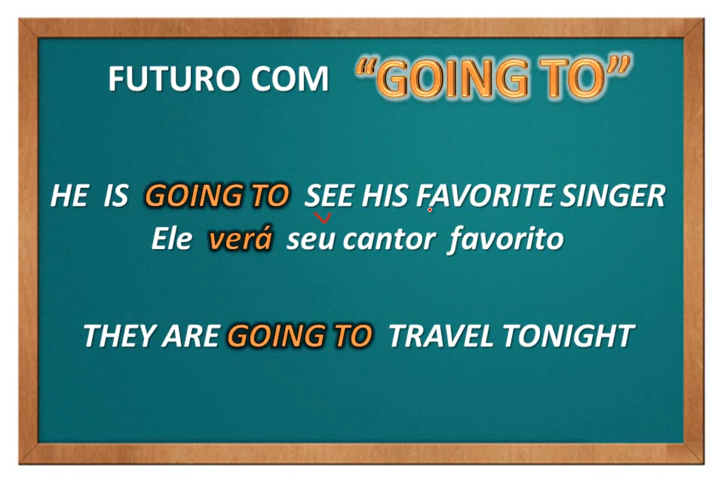 FUTURO COM "GOING TO"
HE IS GOING TO SEE HIS FAVORITE SINGER
Ele verá seu cantor favorito
THEY ARE GOING TO TRAVEL TONIGHT